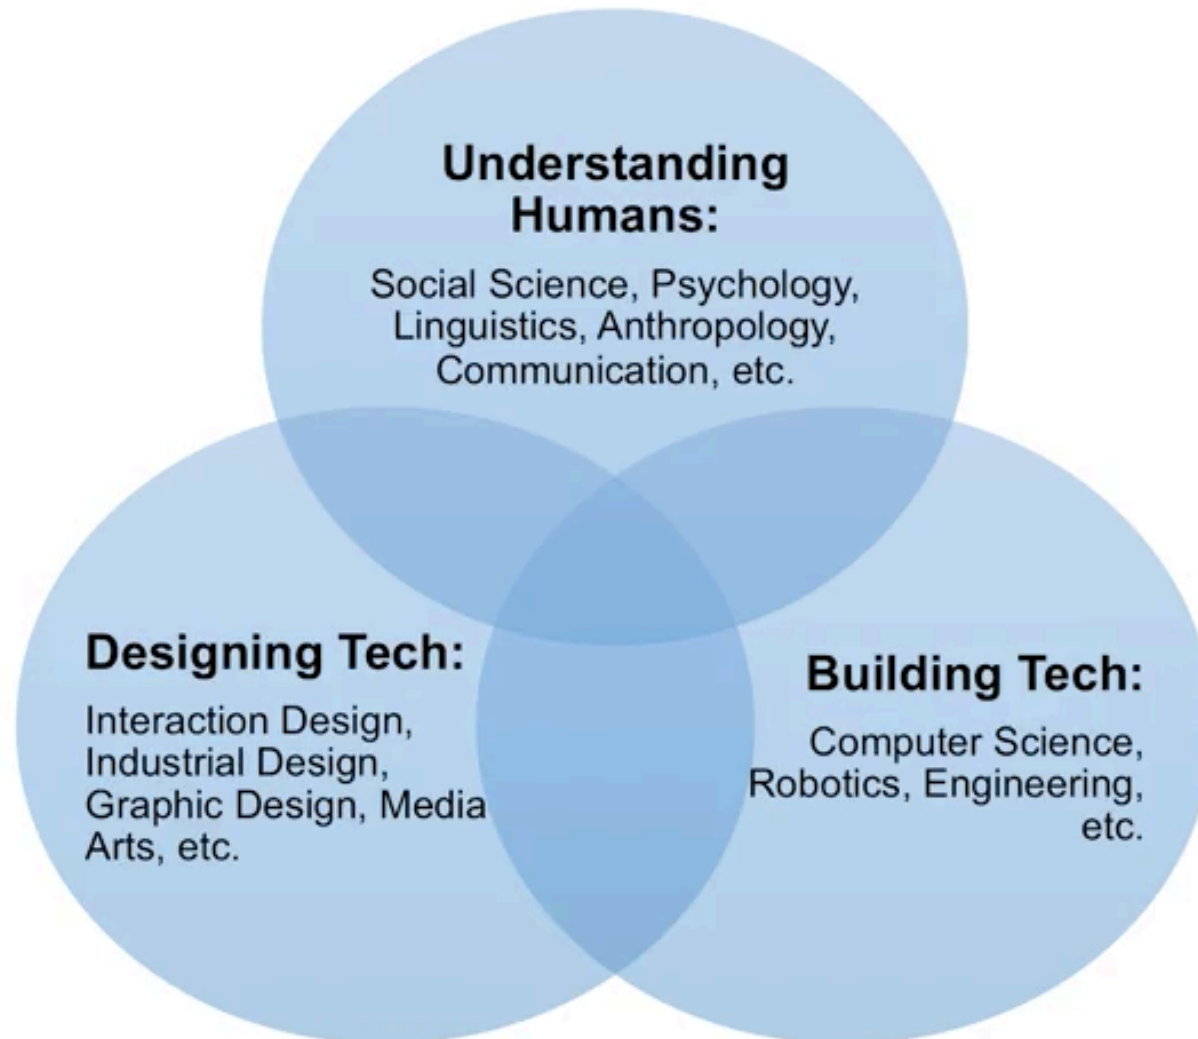 Understanding
Humans:
Social Science, Psychology,
Linguistics, Anthropology,
Communication, etc.
Designing Tech:
Interaction Design,
Industrial Design,
Graphic Design, Media
Arts, etc.
Building Tech:
Computer Science,
Robotics, Engineering,
etc.